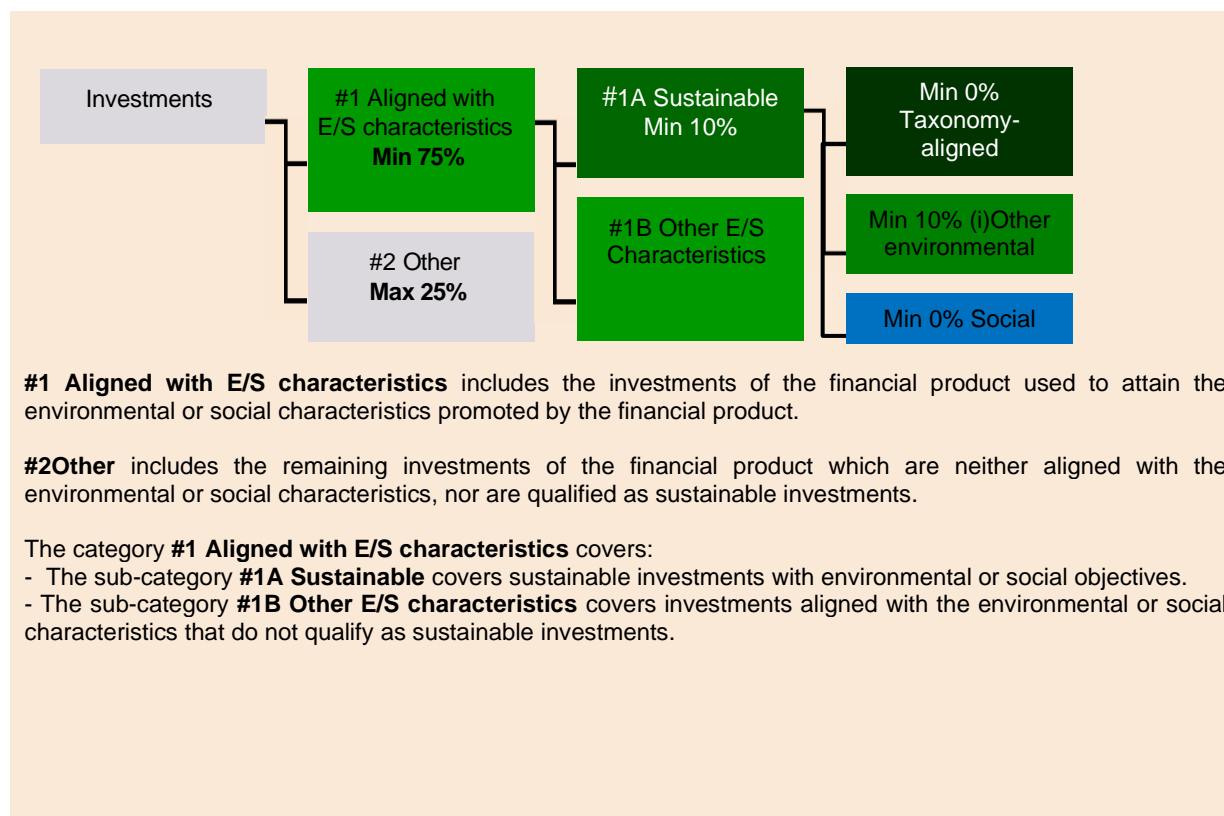 Investments
#1 Aligned with
E/S characteristics
Min 75%
#2 Other
Max 25%
#1A Sustainable
Min 10%
#1B Other E/S
Characteristics
Min 0%
Taxonomy-
aligned
Min 10% (i)Other
environmental
Min 0% Social
#1 Aligned with E/S characteristics includes the investments of the financial product used to attain the
environmental or social characteristics promoted by the financial product.
#2Other includes the remaining investments of the financial product which are neither aligned with the
environmental or social characteristics, nor are qualified as sustainable investments.
The category #1 Aligned with E/S characteristics covers:
- The sub-category #1A Sustainable covers sustainable investments with environmental or social objectives.
- The sub-category #1B Other E/S characteristics covers investments aligned with the environmental or social
characteristics that do not qualify as sustainable investments.